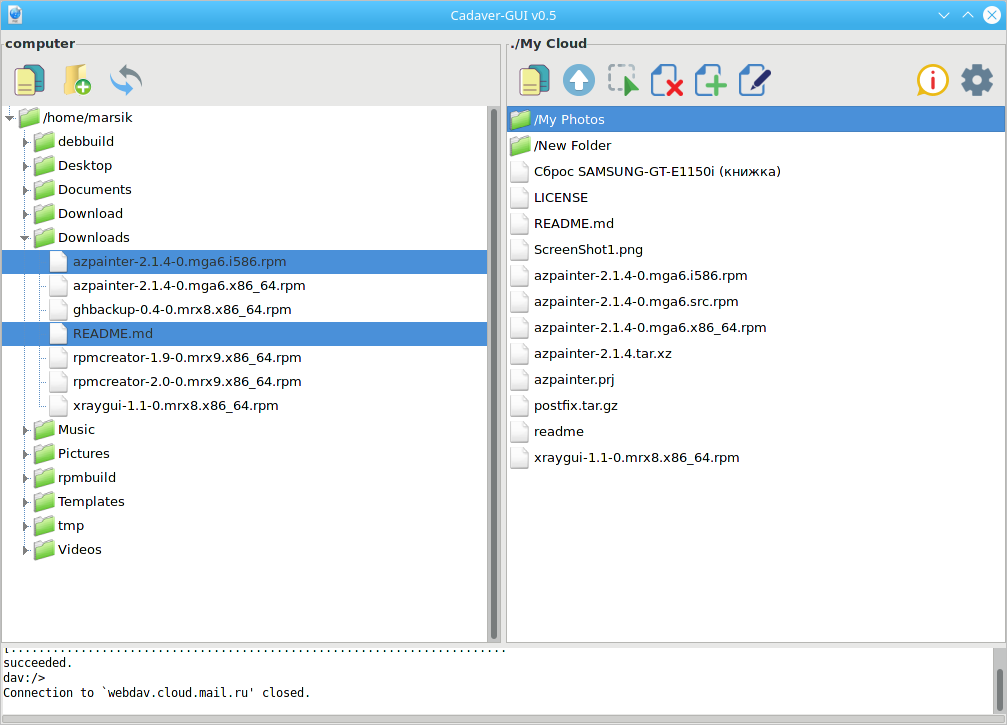 Cadaver-GUI v0.5
computer
/home/marsik
debbuild
Desktop
Documents
Download
Downloads
azpainter-2.1.4-0.mga6.i586.rpm
azpainter-2.1.4-0.mga6.x86_64.rpm
ghbackup-0.4-0.mrx8.x86_64.rpm
README.md
rpmcreator-1.9-0.mrx9.x86_64.rpm
rpmcreator-2.0-0.mrx9.x86_64.rpm
xraygui-1.1-0.mrx8.x86_64.rpm
Music
Pictures
rpmbuild
Templates
tmp
Videos
./My Cloud
/My Photos
/New Folder
Сброс SAMSUNG-GT-E1150i (книжка)
LICENSE
README.md
ScreenShot1.png
azpainter-2.1.4-0.mga6.i586.rpm
azpainter-2.1.4-0.mga6.src.rpm
azpainter-2.1.4-0.mga6.x86_64.rpm
azpainter-2.1.4.tar.xz
azpainter.prj
postfix.tar.gz
readme
xraygui-1.1-0.mrx8.x86_64.rpm
succeeded.
dav:/>
Connection to `webdav.cloud.mail.ru' closed.